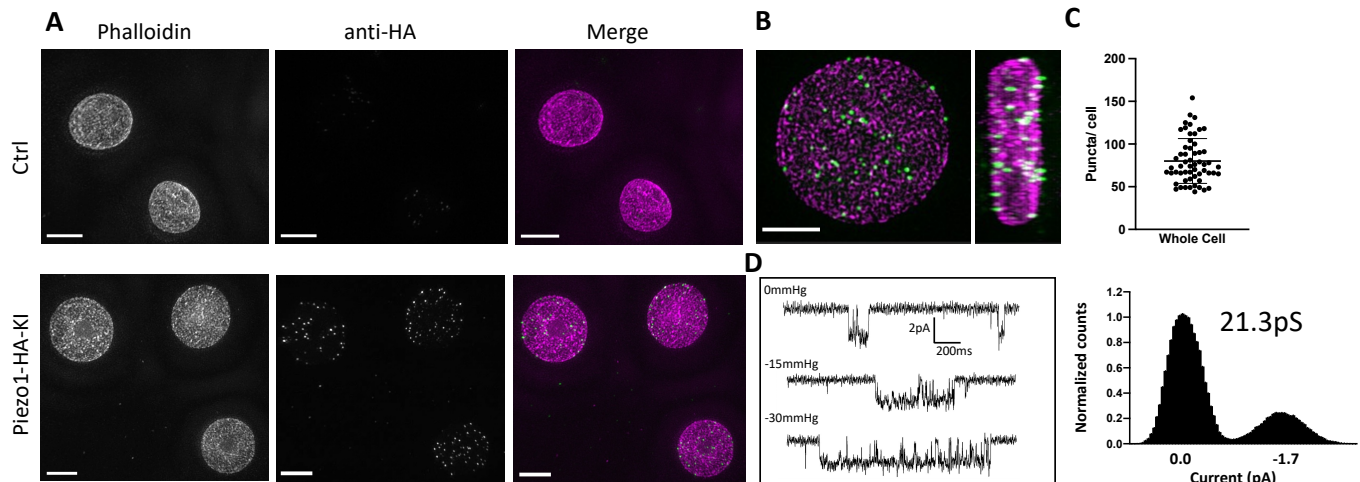 A
Phalloidin
anti-HA
Merge
Ctrl
Piezo1-HA-KI
B
C
Puncta/ cell
200
150
100
50
0
Whole Cell
D
0mmHg
2pA
200ms
-15mmHg
-30mmHg
Normalized counts
1.2
1.0
0.8
0.6
0.4
0.2
0.0
21.3pS
0.0 -1.7
Current (pA)